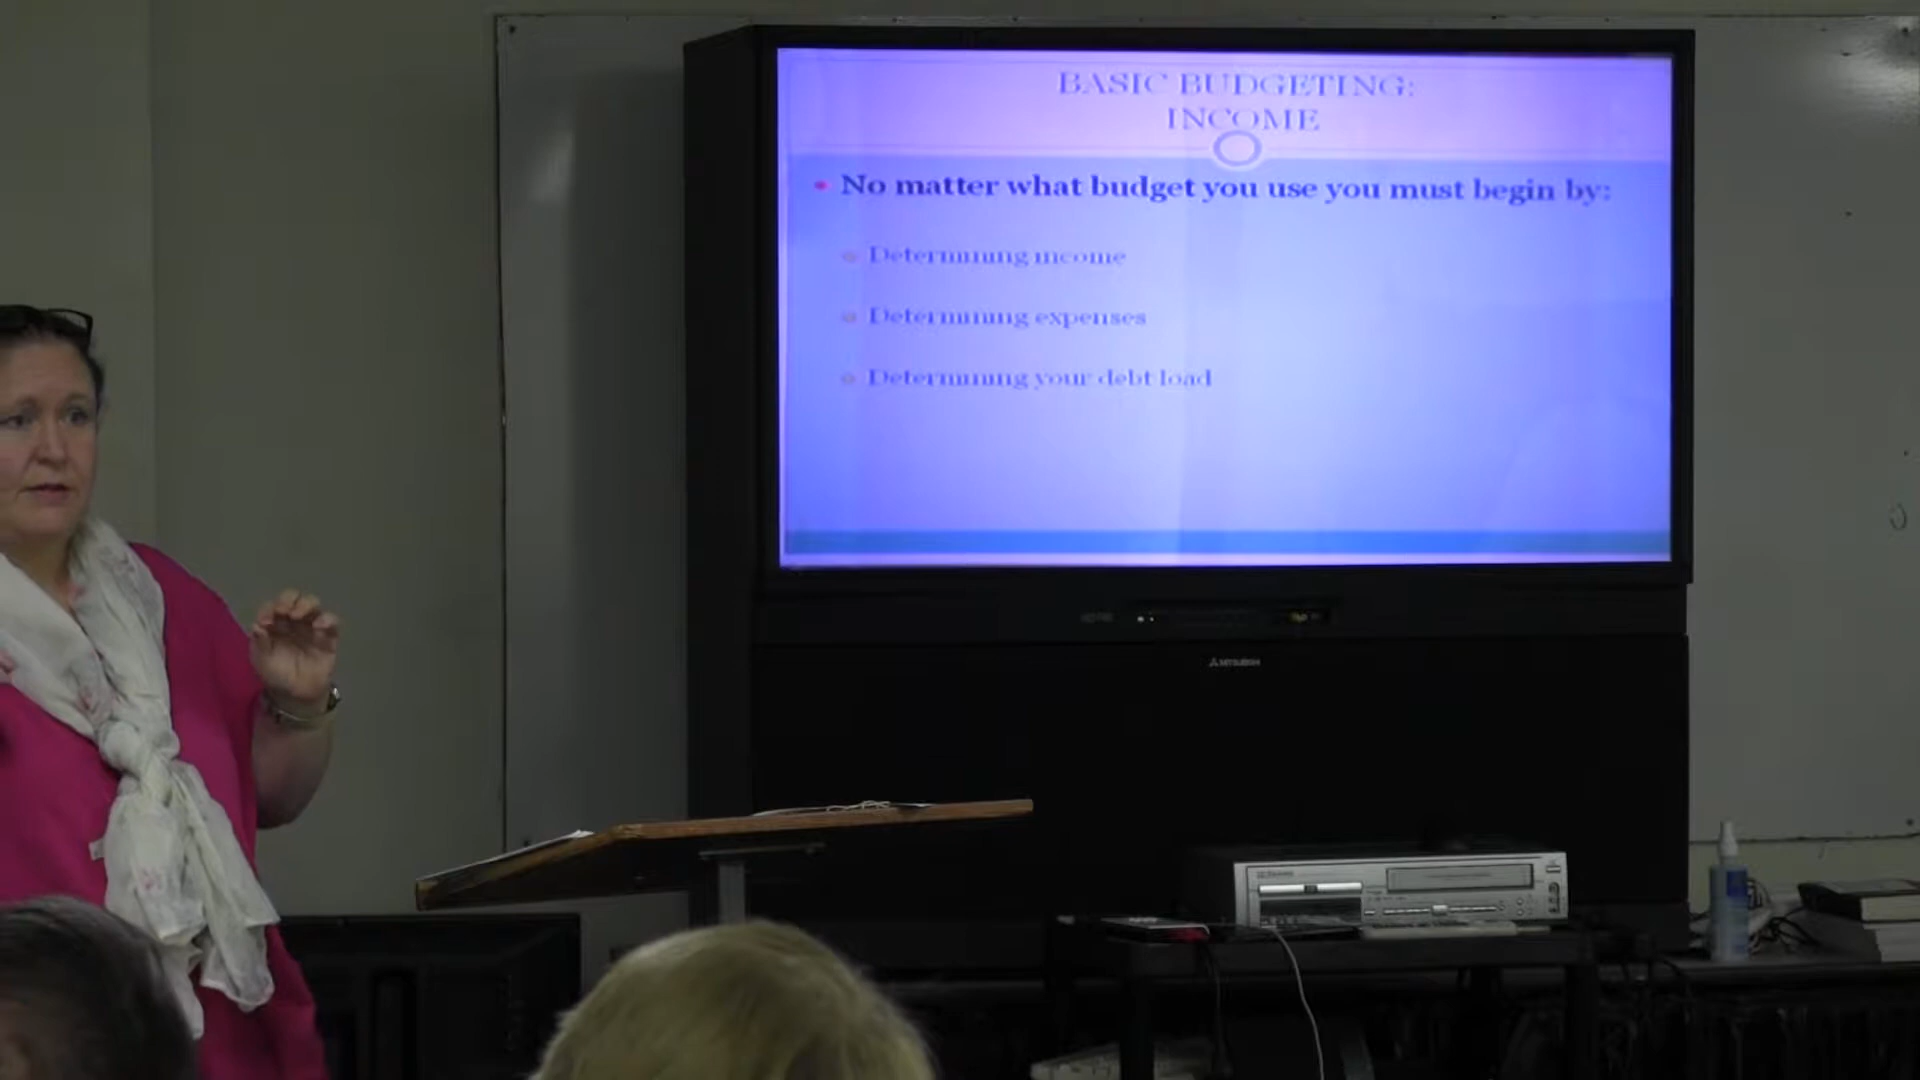 BASIC BUDGETING:
INCOME
No matter what budget you use you must begin by:
Determining income
Determining expenses
Determining your debt load
MITSUBISHI